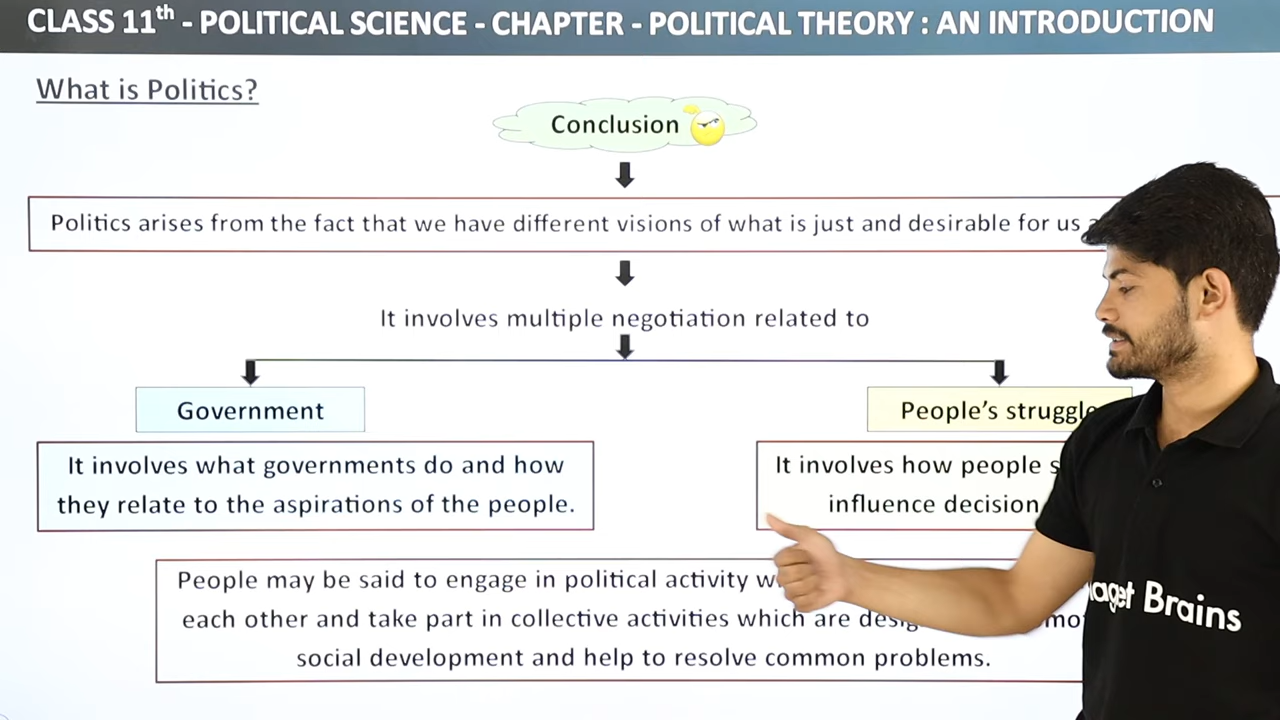 CLASS 11th - POLITICAL SCIENCE - CHAPTER - POLITICAL THEORY : AN INTRODUCTION
What is Politics?
Conclusion
Politics arises from the fact that we have different visions of what is just and desirable for us
It involves multiple negotiation related to
Government
People's struggle
It involves what governments do and how
they relate to the aspirations of the people.
It involves how people
influence decision
People may be said to engage in political activity
each other and take part in collective activities which are
social development and help to resolve common problems.
Brains